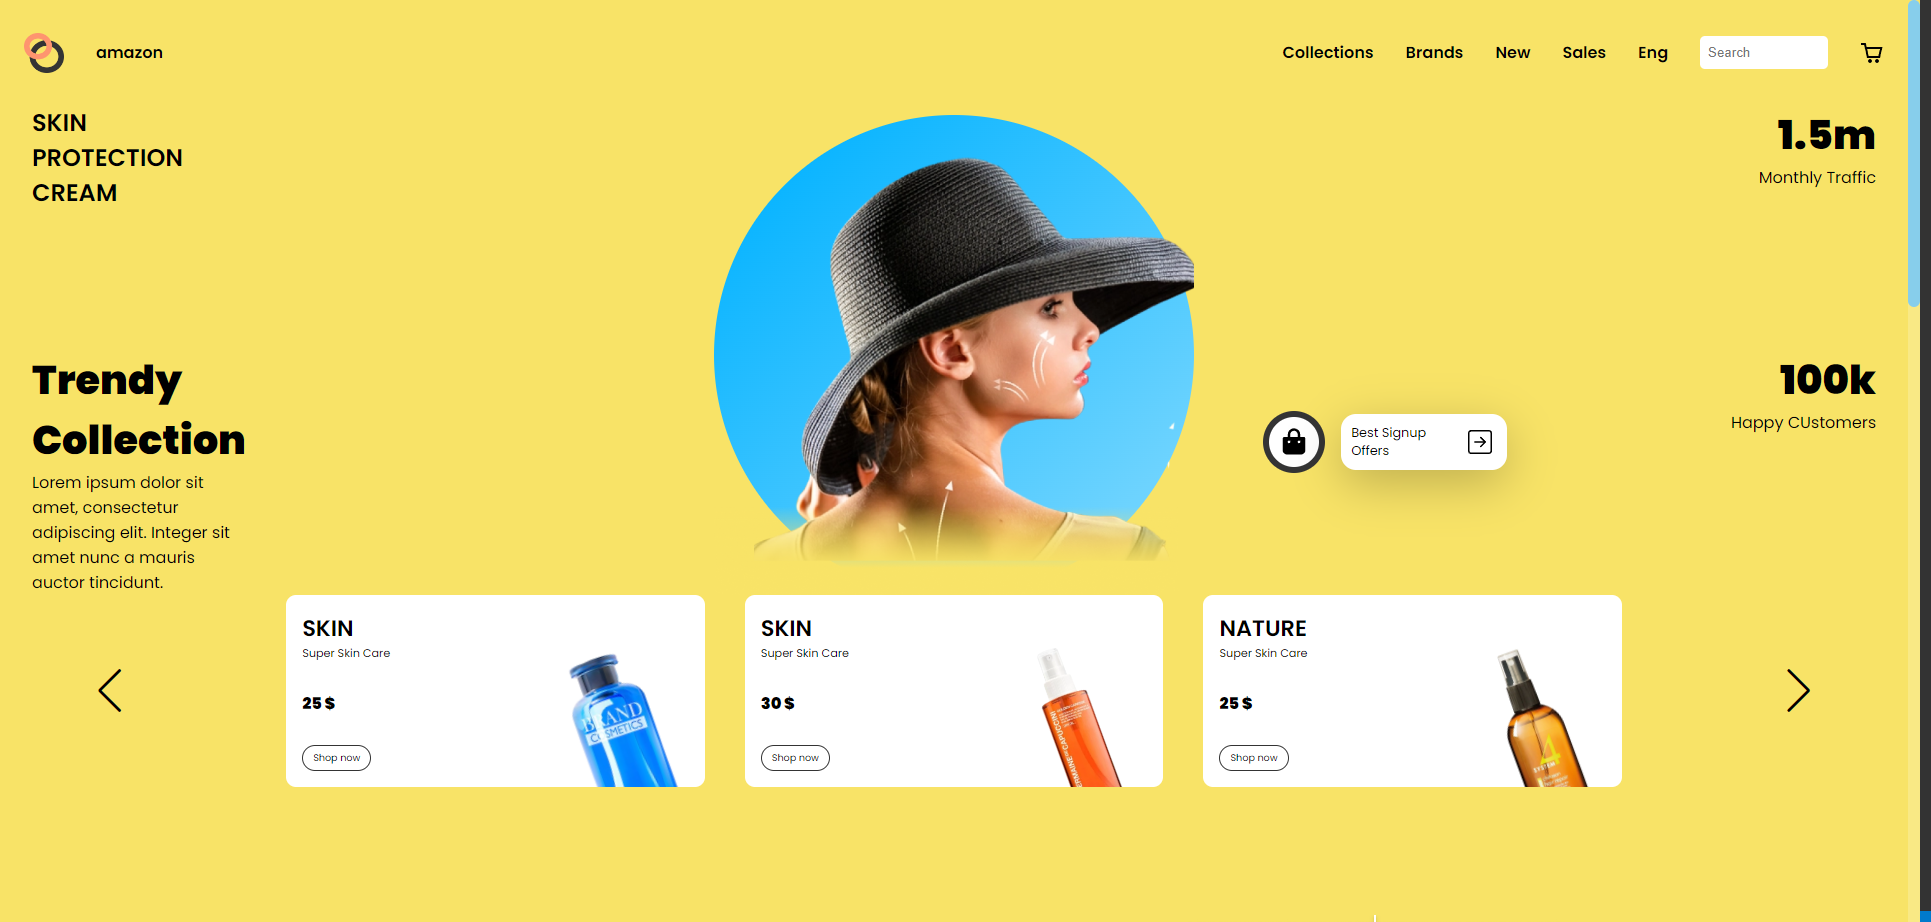 amazon
Collections
Brands
New
Sales
Eng
Search
SKIN
PROTECTION
CREAM
1.5m
Monthly Traffic
Trendy
Collection
Lorem ipsum dolor sit
amet, consectetur
adipiscing elit. Integer sit
amet nunc a mauris
auctor tincidunt.
100k
Happy CUstomers
Best Signup
Offers
SKIN
Super Skin Care
25 $
Shop now
BRAND
COSMETICS
SKIN
Super Skin Care
30 $
Shop now
NATURE
Super Skin Care
25 $
Shop now
4
SYSTEM